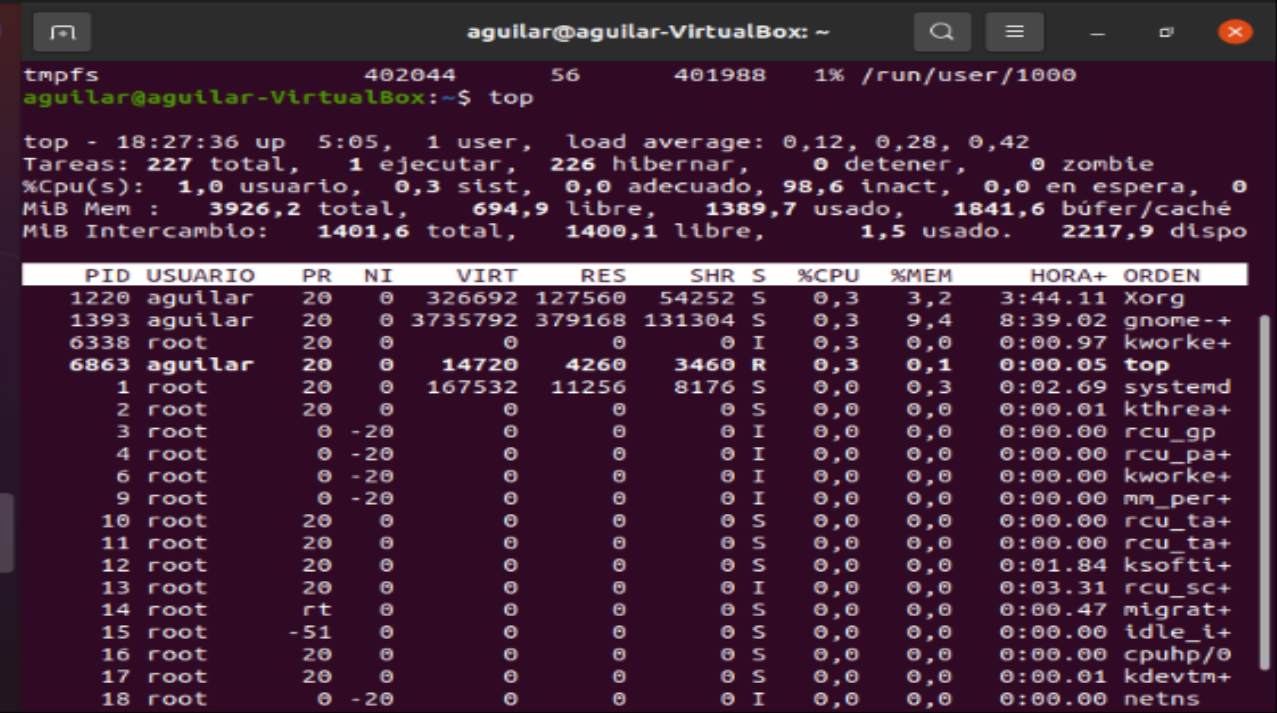 aguilar@aguilar-VirtualBox: ~
tmpfs 402044 56 401988 1% /run/user/1000
aguilar@aguilar-VirtualBox:~$ top
top - 18:27:36 up 5:05, 1 user, load average: 0,12, 0,28, 0,42
Tareas: 227 total, 1 ejecutar, 226 hibernar, 0 detener, 0 zombie
%Cpu(s): 1,0 usuario, 0,3 sist, 0,0 adecuado, 98,6 inact, 0,0 en espera, 0
MiB Mem : 3926,2 total, 694,9 libre, 1389,7 usado, 1841,6 búfer/caché
MiB Intercambio: 1401,6 total, 1400,1 libre, 1,5 usado. 2217,9 dispo
PID USUARIO PR NI VIRT RES SHR S %CPU %MEM HORA+ ORDEN
1220 aguilar 20 0 326692 127560 54252 S 0,3 3,2 3:44.11 Xorg
1393 aguilar 20 0 3735792 379168 131304 S 0,3 9,4 8:39.02 gnome-+
6338 root 20 0 0 0 0 I 0,3 0,0 0:00.97 kworke+
6863 aguilar 20 0 14720 4260 3460 R 0,3 0,1 0:00.05 top
1 root 20 0 167532 11256 8176 S 0,0 0,3 0:02.69 systemd
2 root 20 0 0 0 0 S 0,0 0,0 0:00.01 kthrea+
3 root 0 -20 0 0 0 I 0,0 0,0 0:00.00 rcu_gp
4 root 0 -20 0 0 0 I 0,0 0,0 0:00.00 rcu_pa+
6 root 0 -20 0 0 0 I 0,0 0,0 0:00.00 kworke+
9 root 0 -20 0 0 0 I 0,0 0,0 0:00.00 mm_per+
10 root 20 0 0 0 0 S 0,0 0,0 0:00.00 rcu_ta+
11 root 20 0 0 0 0 S 0,0 0,0 0:00.00 rcu_ta+
12 root 20 0 0 0 0 S 0,0 0,0 0:01.84 ksofti+
13 root 20 0 0 0 0 I 0,0 0,0 0:03.31 rcu_sc+
14 root rt 0 0 0 0 S 0,0 0,0 0:00.47 migrat+
15 root -51 0 0 0 0 S 0,0 0,0 0:00.00 idle_i+
16 root 20 0 0 0 0 S 0,0 0,0 0:00.00 cpuhp/0
17 root 20 0 0 0 0 S 0,0 0,0 0:00.01 kdevtm+
18 root 0 -20 0 0 0 I 0,0 0,0 0:00.00 netns